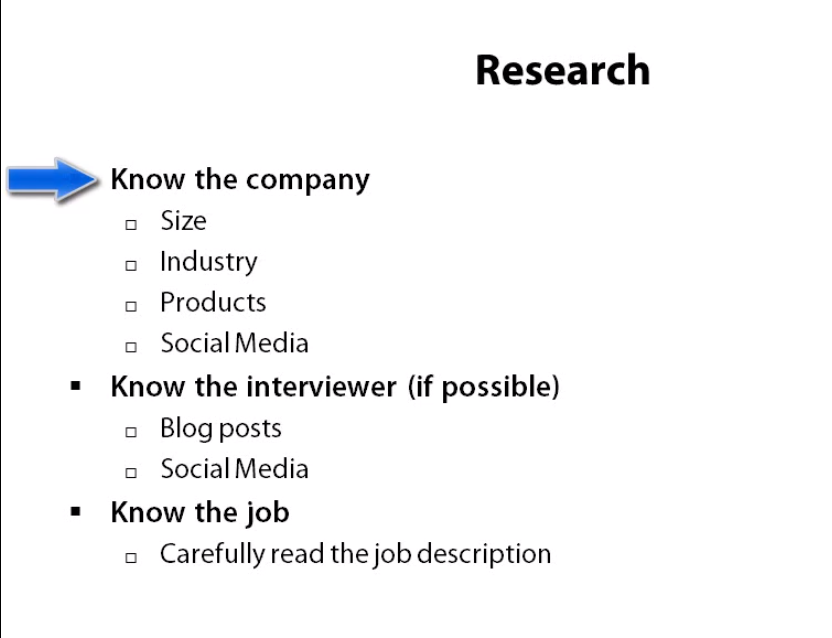 Research
Know the company
Size
Industry
Products
Social Media
Know the interviewer (if possible)
Blog posts
Social Media
Know the job
Carefully read the job description